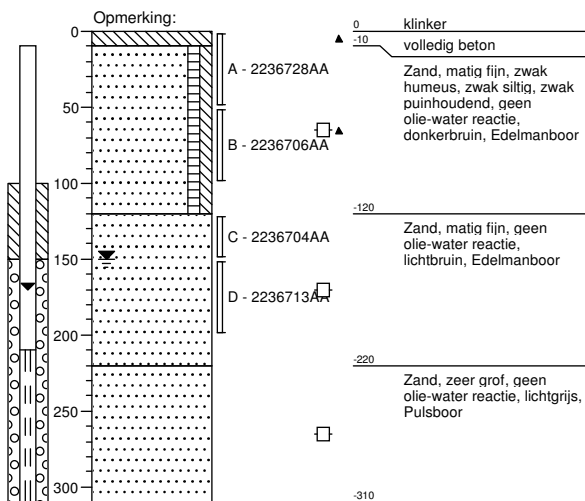 Opmerking:
0
50
100
150
200
250
300
A - 2236728AA
B - 2236706AA
C - 2236704AA
D - 2236713AA
0
klinker
-10
volledig beton
Zand, matig fijn, zwak
humeus, zwak siltig, zwak
puinhoudend, geen
olie-water reactie,
donkerbruin, Edelmanboor
-120
Zand, matig fijn, geen
olie-water reactie,
lichtbruin, Edelmanboor
-220
Zand, zeer grof, geen
olie-water reactie, lichtgrijs,
Pulsboor
-310